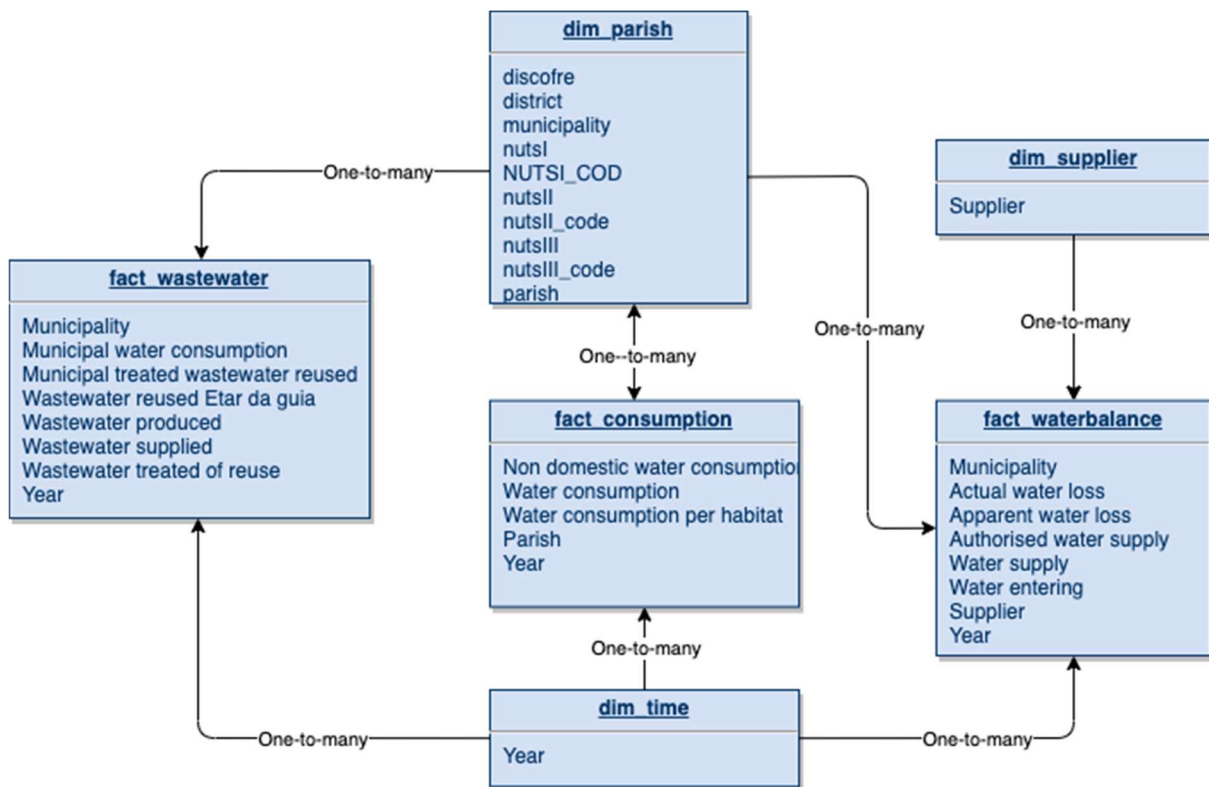 dim_parish
discofre
district
municipality
nutsI
NUTSI_COD
nutsII
nutsII_code
nutsIII
nutsIII_code
parish
dim_supplier
Supplier
One-to-many
One-to-many
One-to-many
One--to-many
fact_wastewater
Municipality
Municipal water consumption
Municipal treated wastewater reused
Wastewater reused Etar da guia
Wastewater produced
Wastewater supplied
Wastewater treated of reuse
Year
fact_consumption
Non domestic water consumption
Water consumption
Water consumption per habitat
Parish
Year
fact_waterbalance
Municipality
Actual water loss
Apparent water loss
Authorised water supply
Water supply
Water entering
Supplier
Year
One-to-many
One-to-many
One-to-many
dim_time
Year